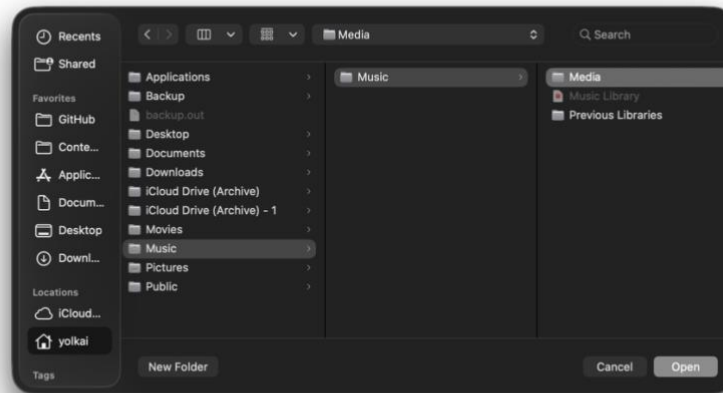 Recents
Shared
Favorites
GitHub
Conte...
Applic...
Docum...
Desktop
Downl...
Locations
iCloud...
yolkai
Tags
Media
Search
Applications
Backup
backup.out
Desktop
Documents
Downloads
iCloud Drive (Archive)
iCloud Drive (Archive) - 1
Movies
Music
Pictures
Public
Music
Media
Music Library
Previous Libraries
New Folder
Cancel
Open